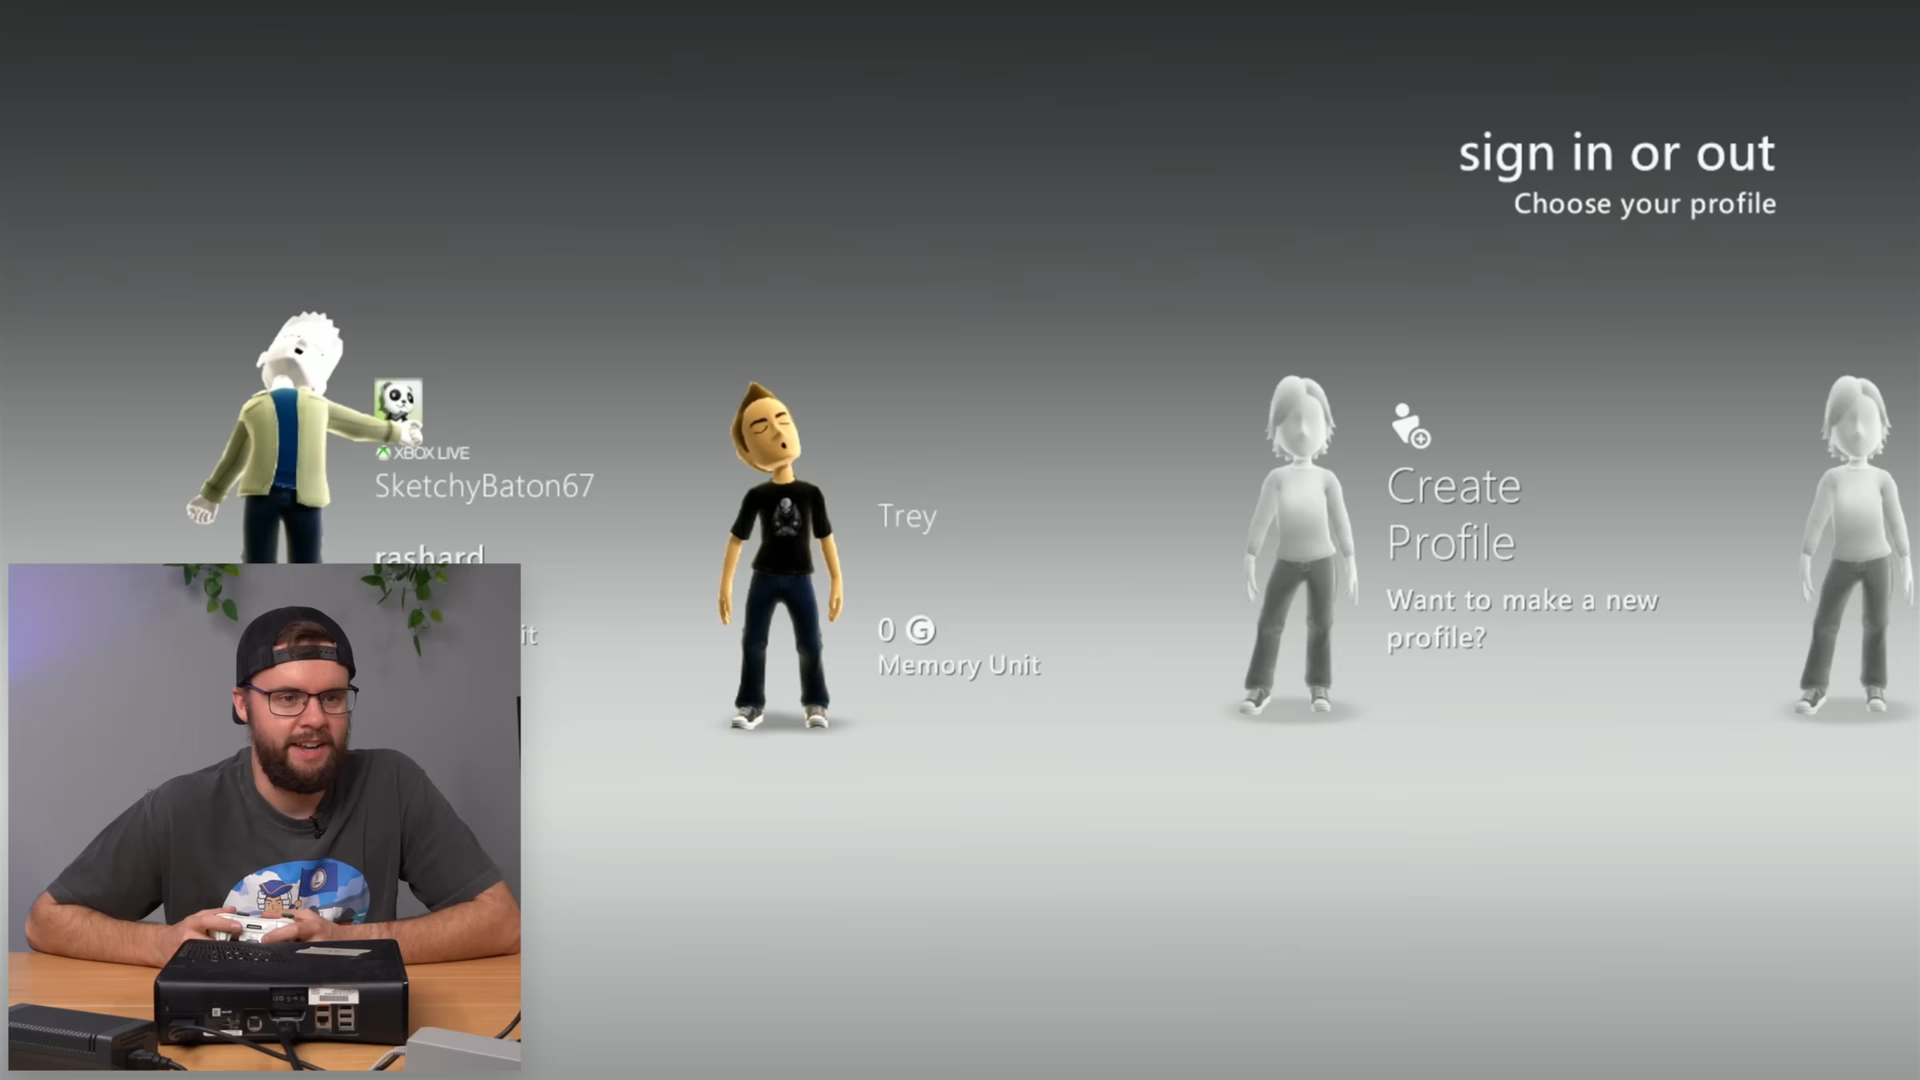 sign in or out
Choose your profile
XBOX LIVE
SketchyBaton67
rashard
it
Trey
0 G
Memory Unit
Create
Profile
Want to make a new
profile?